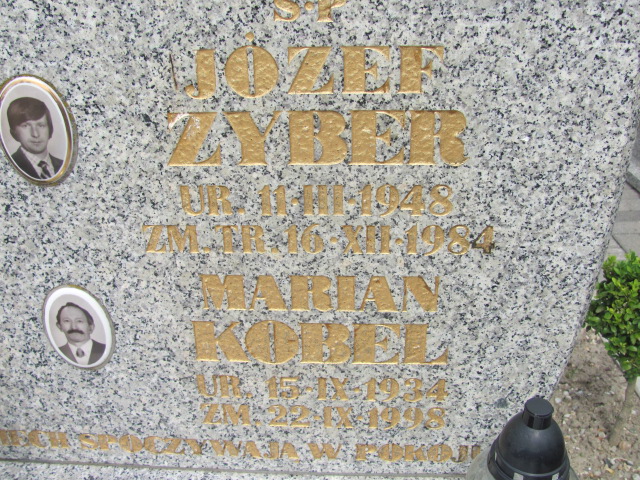 Ś·P
JÓZEF
ZYBER
UR. 11·III·1948
ZM. TR. 16·XII·1984
MARIAN
KOBEL
UR. 15·IX·1934
ZM. 22·IX·1998
NIECH SPOCZYWAJĄ W POKOJU